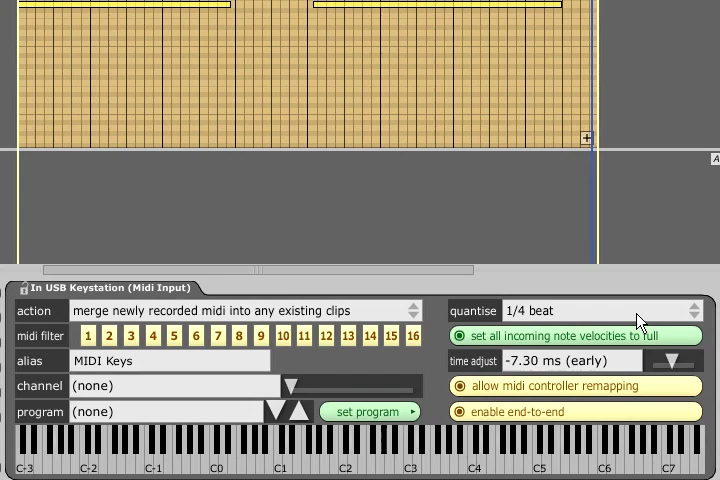 A
In USB Keystation (Midi Input)
action merge newly recorded midi into any existing clips quantise 1/4 beat
midi filter 1 2 3 4 5 6 7 8 9 10 11 12 13 14 15 16 set all incoming note velocities to full
alias MIDI Keys time adjust -7.30 ms (early)
channel (none) allow midi controller remapping
program (none) set program enable end-to-end
C-3 C-2 C-1 C0 C1 C2 C3 C4 C5 C6 C7